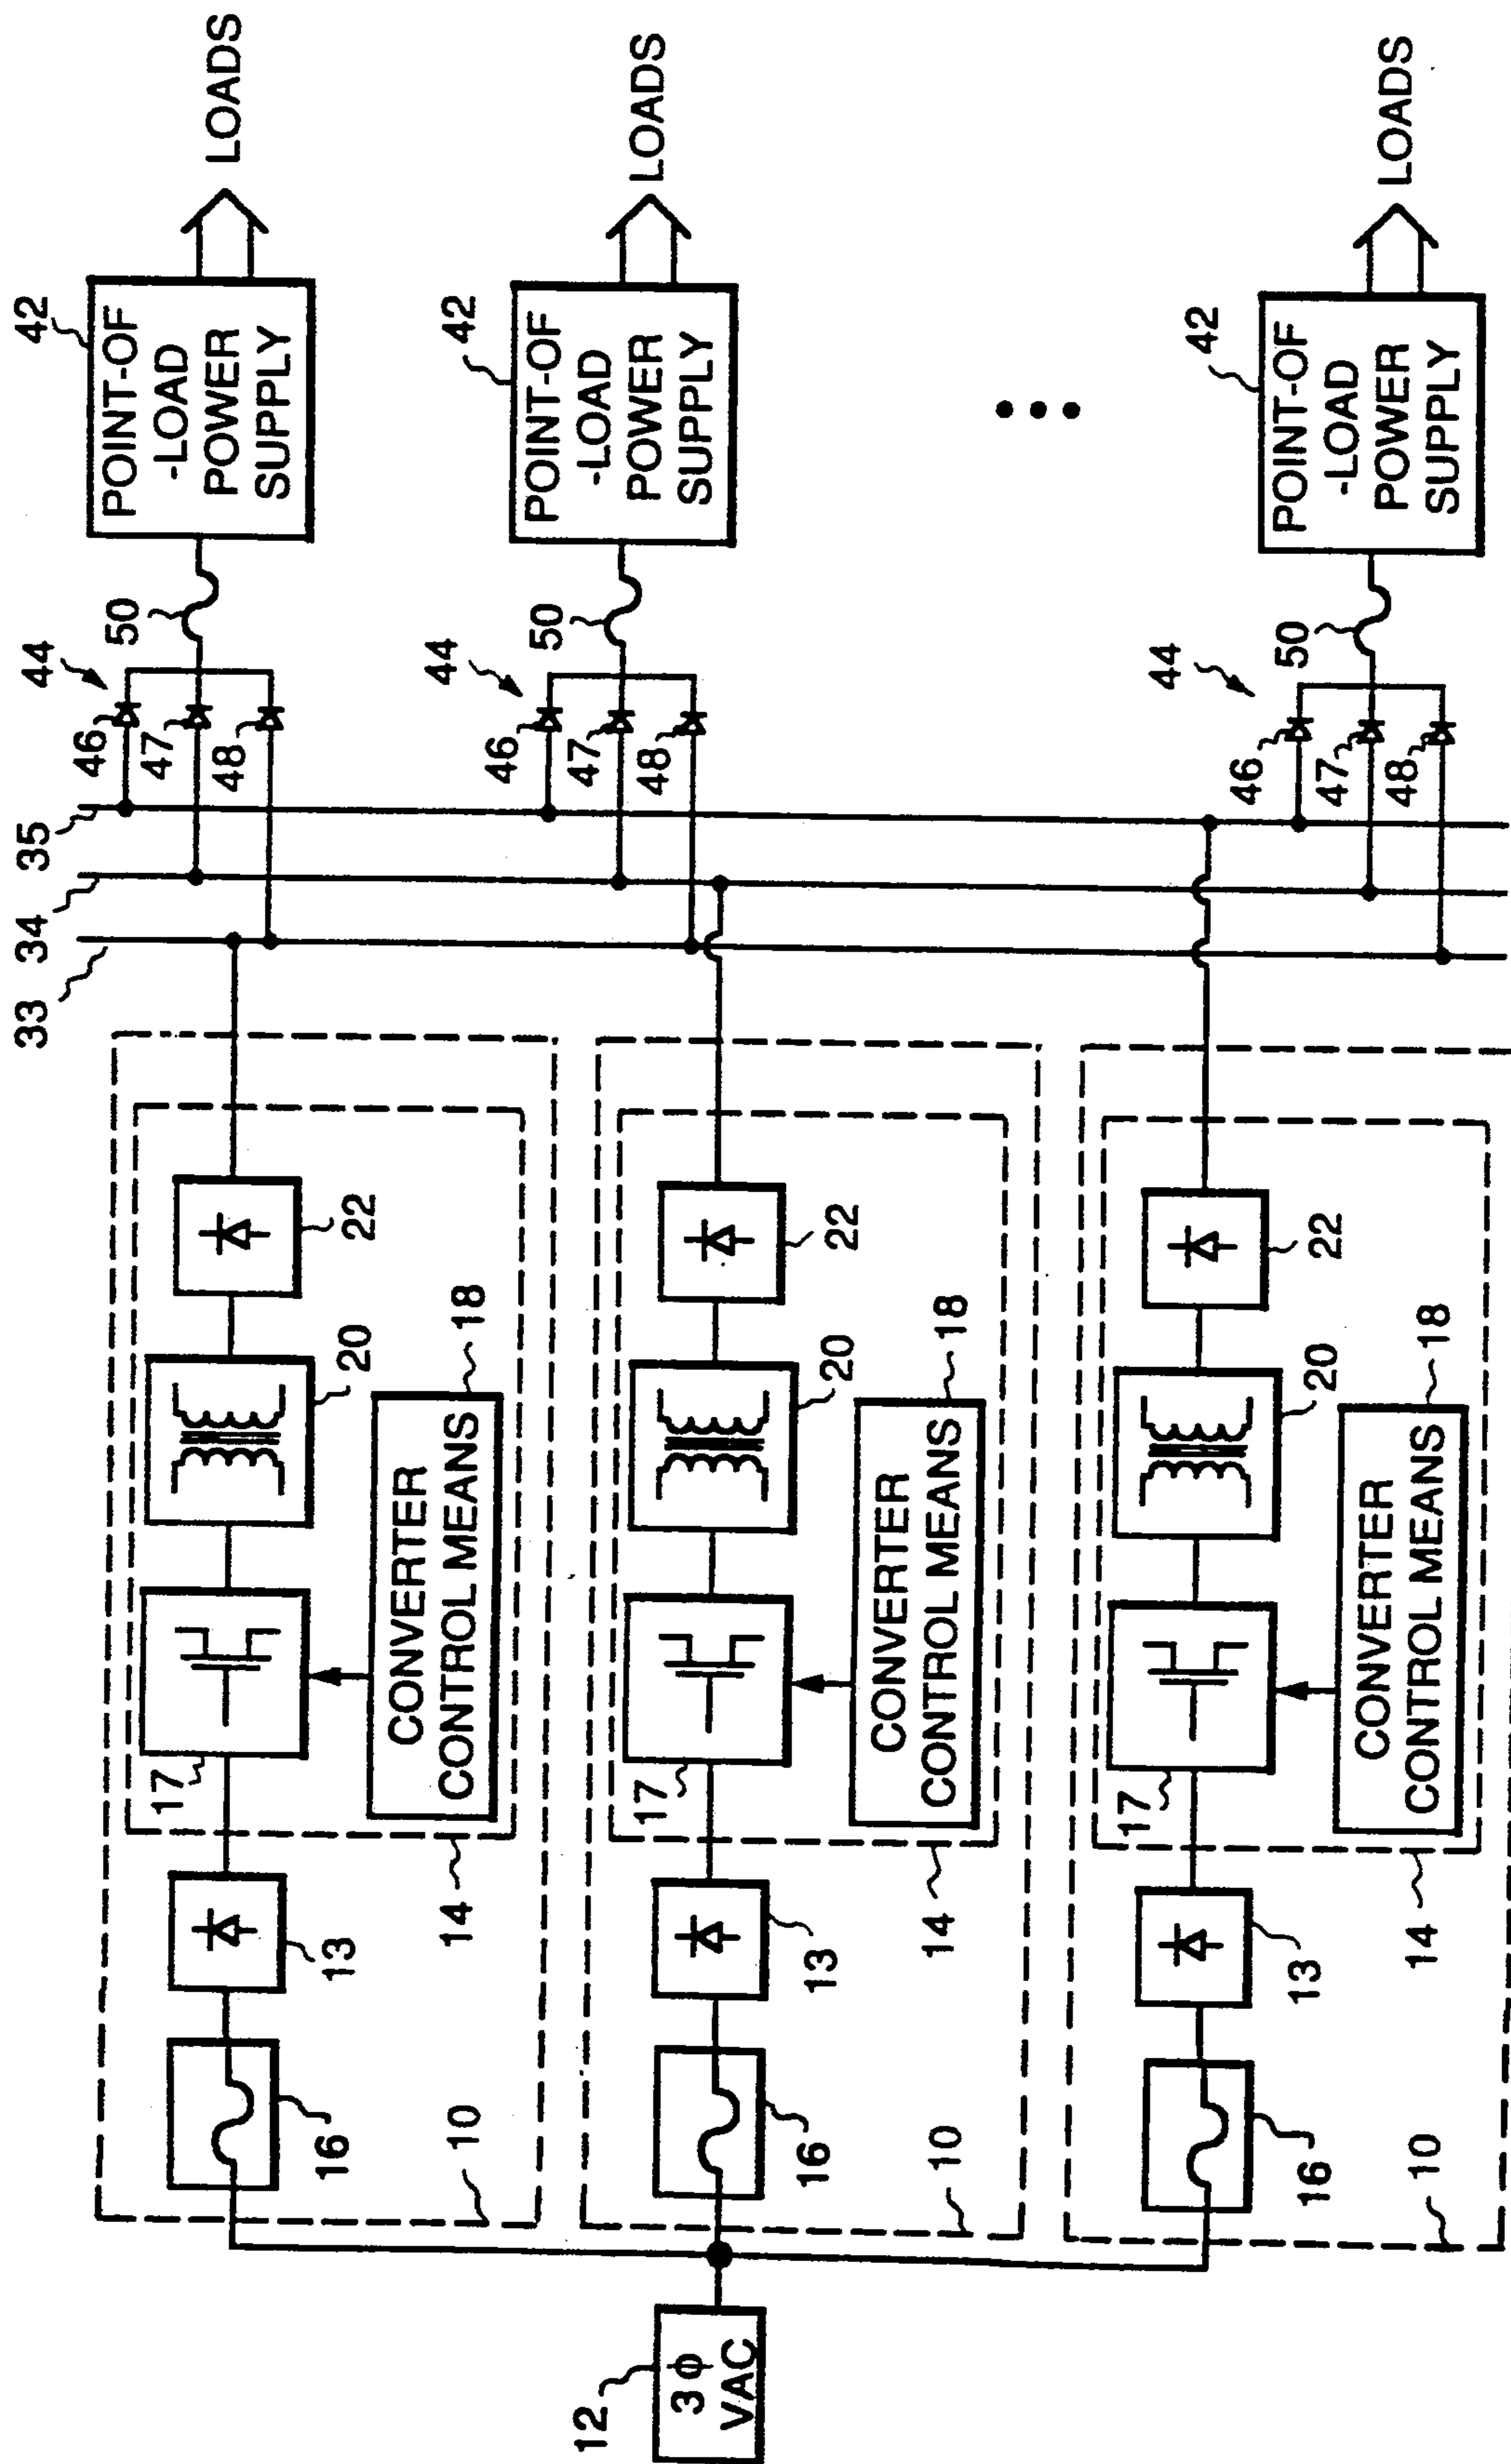 12
3 ϕ
VAC
16
10
13
14
17
CONVERTER
CONTROL MEANS
18
20
22
33
34
35
46
47
48
44
50
42
POINT-OF
-LOAD
POWER
SUPPLY
LOADS
16
10
13
14
17
CONVERTER
CONTROL MEANS
18
20
22
46
47
48
44
50
42
POINT-OF
-LOAD
POWER
SUPPLY
LOADS
16
10
13
14
17
CONVERTER
CONTROL MEANS
18
20
22
46
47
48
44
50
42
POINT-OF
-LOAD
POWER
SUPPLY
LOADS